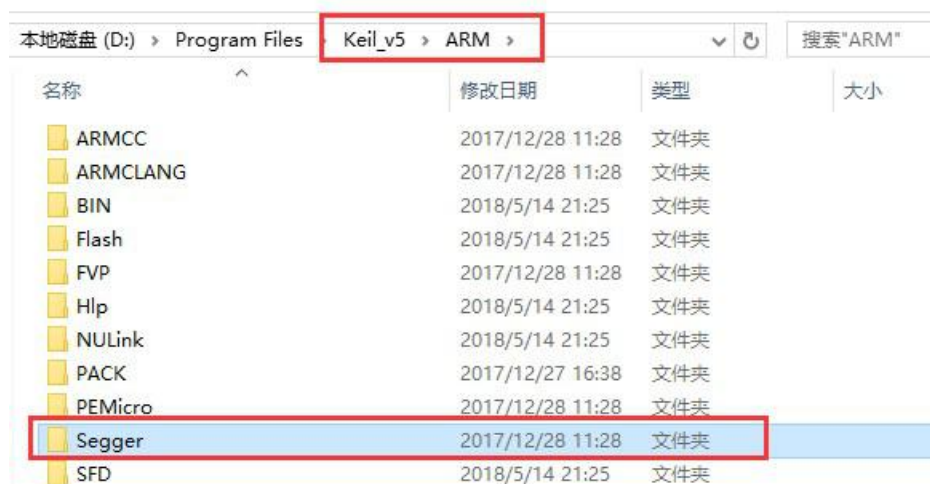 本地磁盘 (D:) › Program Files › Keil_v5 › ARM › 搜索"ARM"
名称 修改日期 类型 大小
ARMCC 2017/12/28 11:28 文件夹
ARMCLANG 2017/12/28 11:28 文件夹
BIN 2018/5/14 21:25 文件夹
Flash 2018/5/14 21:25 文件夹
FVP 2017/12/28 11:28 文件夹
Hlp 2018/5/14 21:25 文件夹
NULink 2018/5/14 21:25 文件夹
PACK 2017/12/27 16:38 文件夹
PEMicro 2017/12/28 11:28 文件夹
Segger 2017/12/28 11:28 文件夹
SFD 2018/5/14 21:25 文件夹